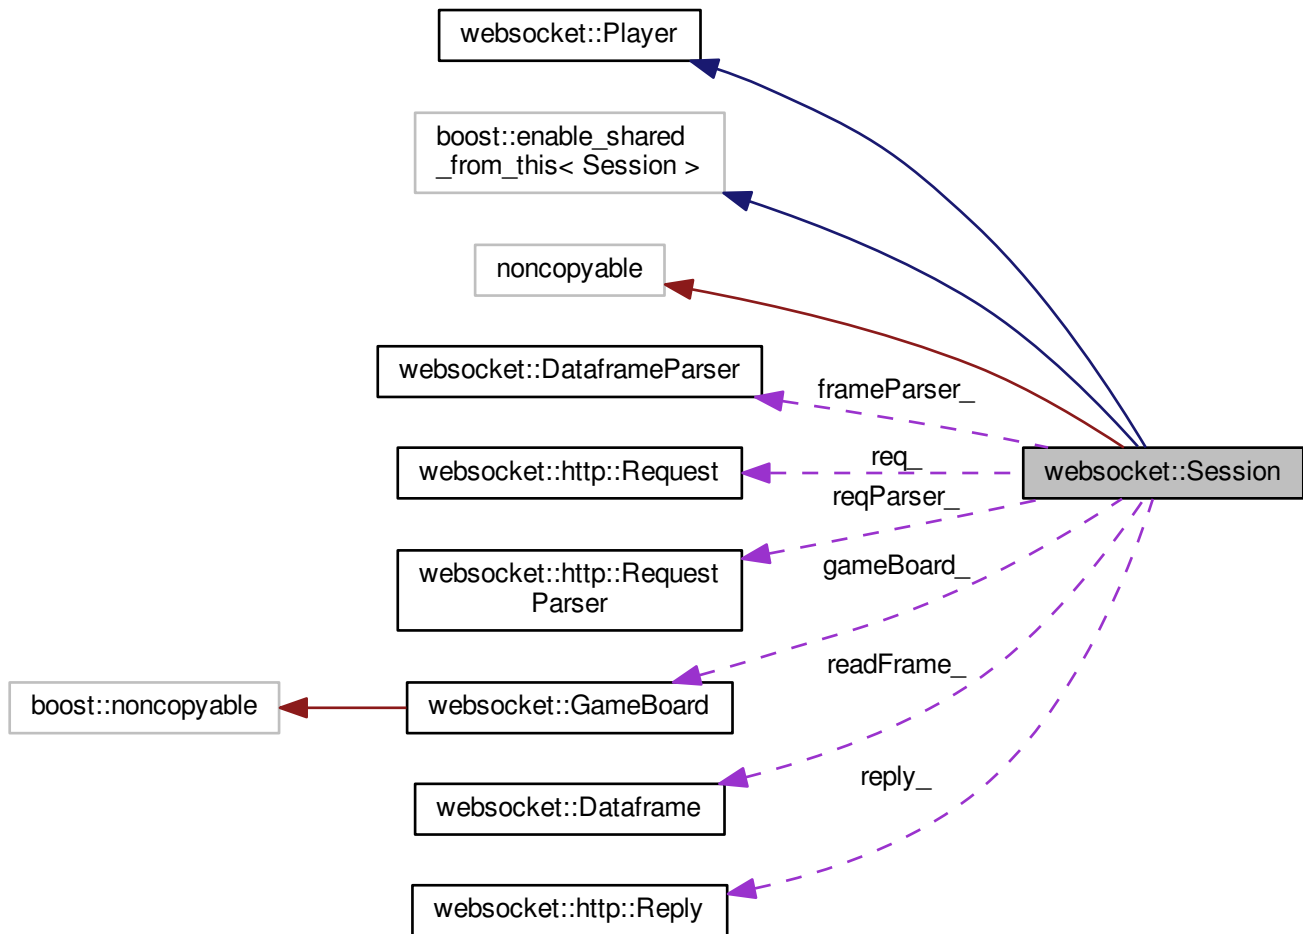 websocket::Player
boost::enable_shared
_from_this< Session >
noncopyable
websocket::DataframeParser
frameParser_
websocket::http::Request
req_
websocket::Session
reqParser_
websocket::http::Request
Parser
gameBoard_
readFrame_
boost::noncopyable
websocket::GameBoard
reply_
websocket::Dataframe
websocket::http::Reply